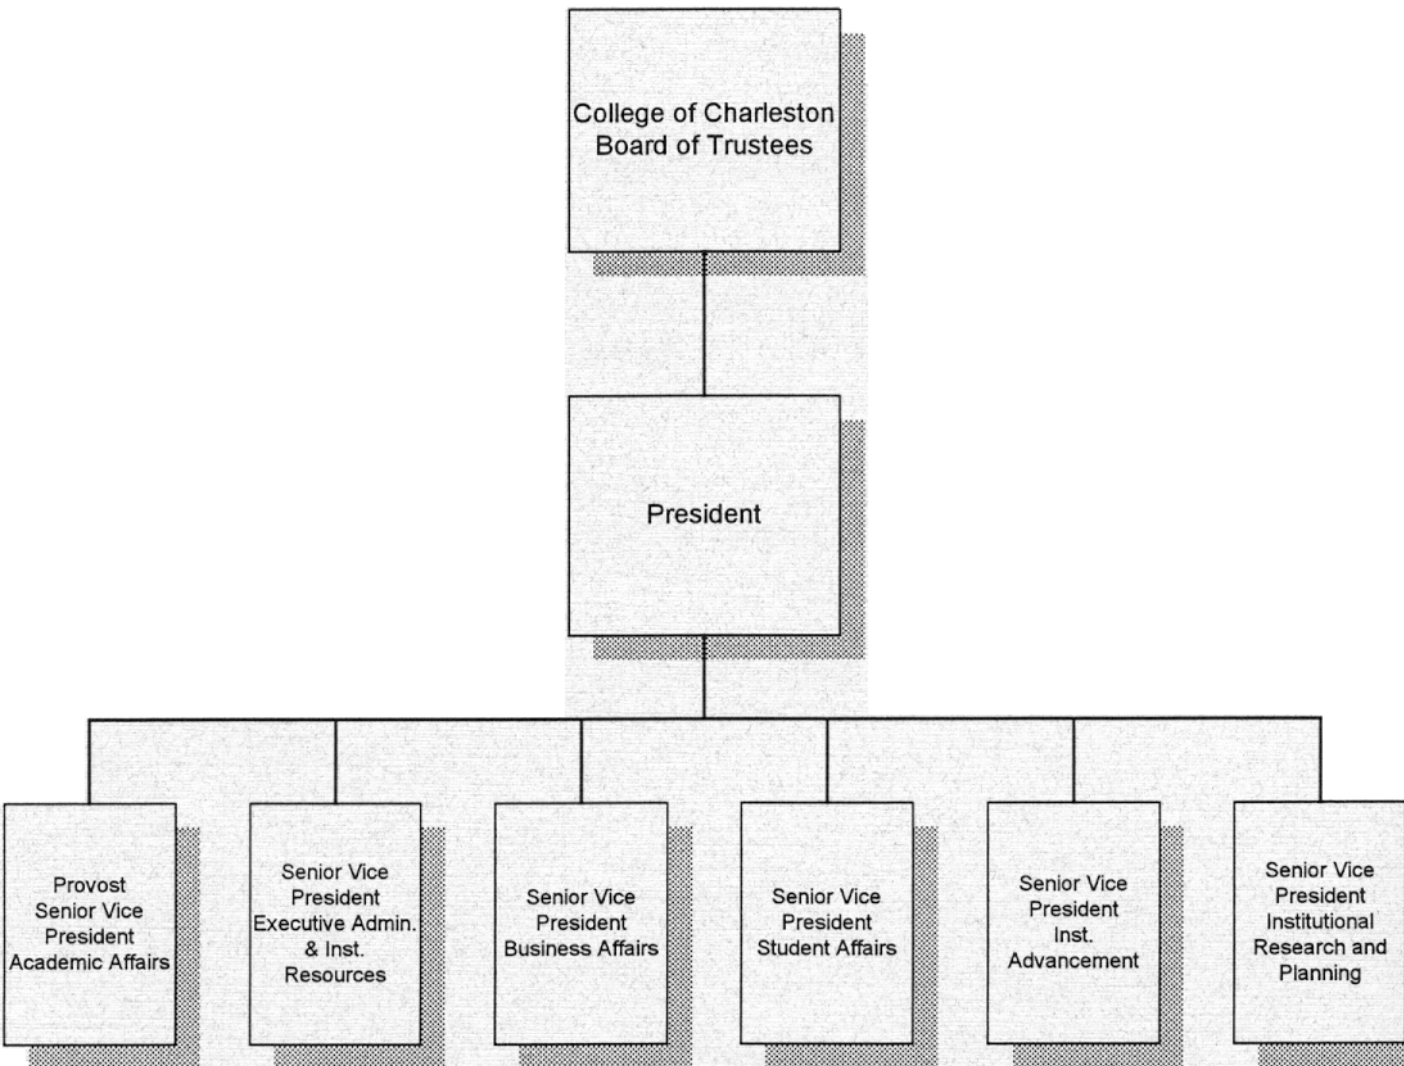 College of Charleston
Board of Trustees
President
Provost
Senior Vice
President
Academic Affairs
Senior Vice
President
Executive Admin.
& Inst.
Resources
Senior Vice
President
Business Affairs
Senior Vice
President
Student Affairs
Senior Vice
President
Inst.
Advancement
Senior Vice
President
Institutional
Research and
Planning